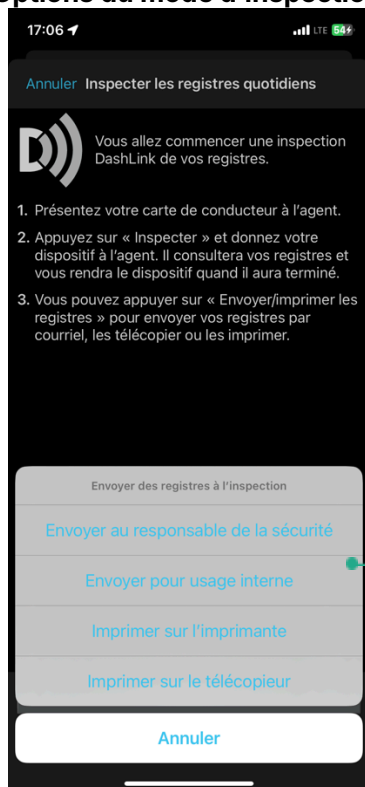 Options du mode d'inspectio
17:06
LTE 54
Annuler Inspecter les registres quotidiens
Vous allez commencer une inspection
DashLink de vos registres.
1. Présentez votre carte de conducteur à l'agent.
2. Appuyez sur « Inspecter » et donnez votre
dispositif à l'agent. Il consultera vos registres et
vous rendra le dispositif quand il aura terminé.
3. Vous pouvez appuyer sur « Envoyer/imprimer les
registres » pour envoyer vos registres par
courriel, les télécopier ou les imprimer.
Envoyer des registres à l'inspection
Envoyer au responsable de la sécurité
Envoyer pour usage interne
Imprimer sur l'imprimante
Imprimer sur le télécopieur
Annuler